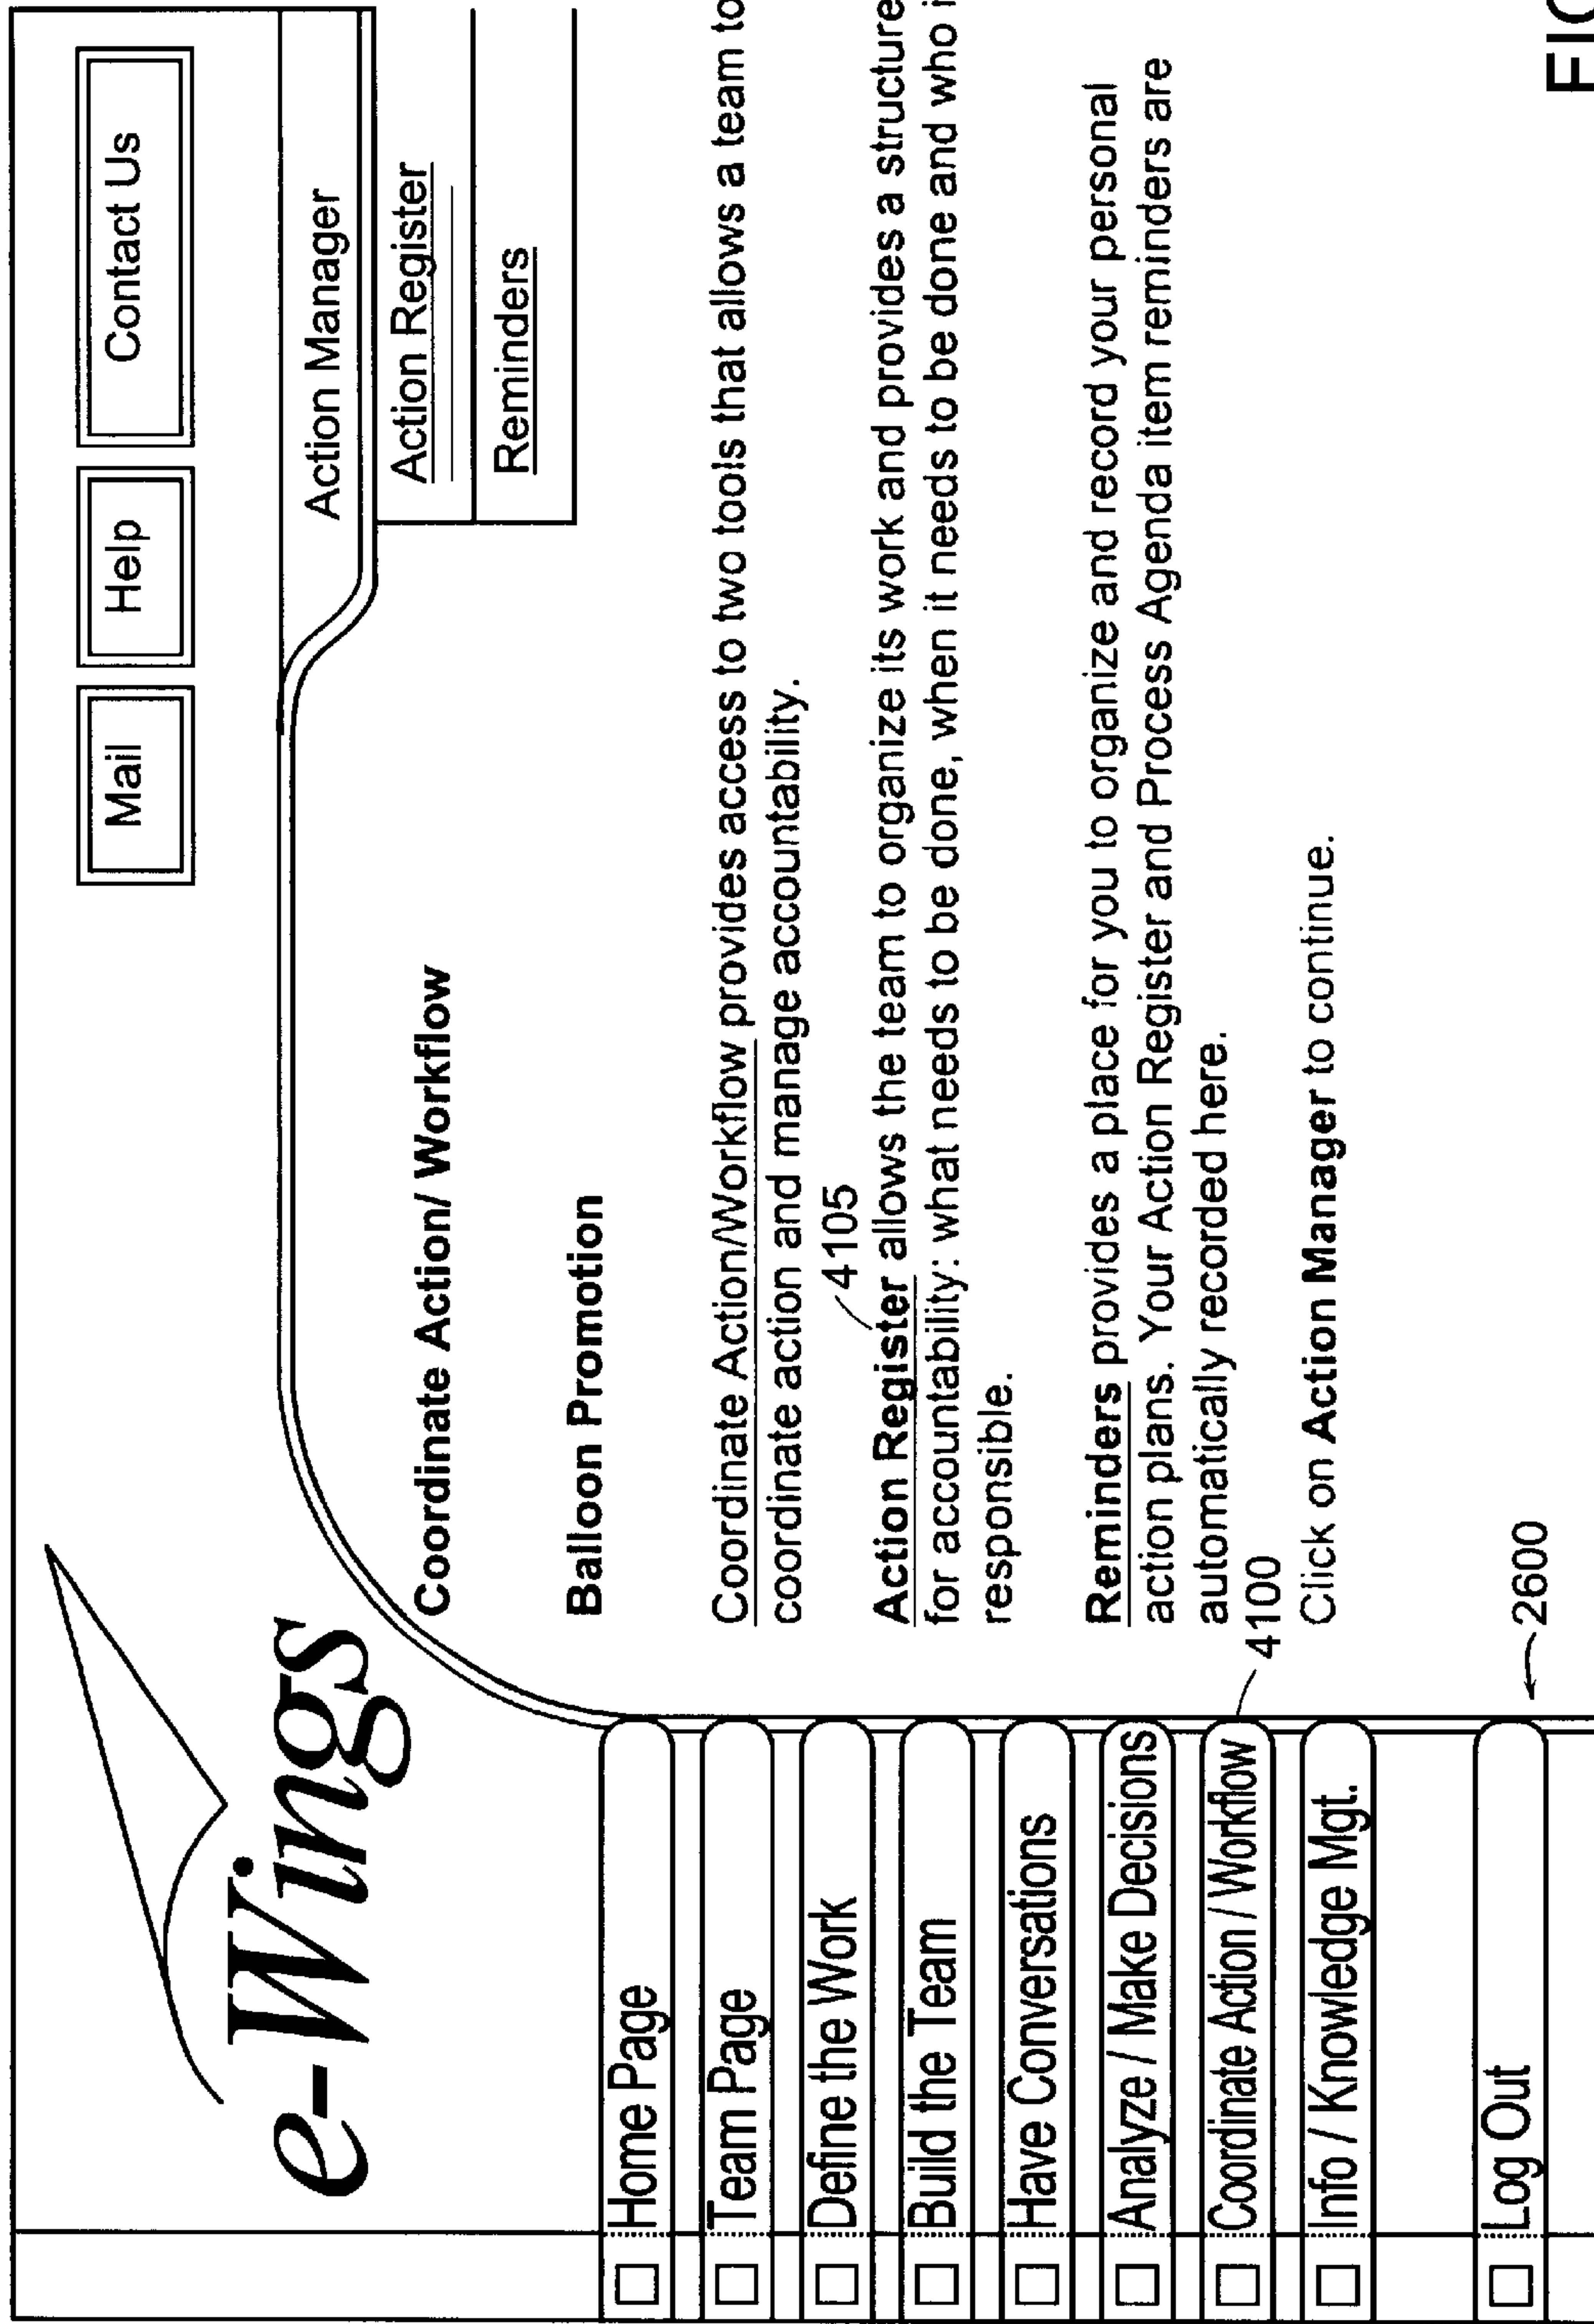 Mail
Help
Contact Us
e-Wings
Action Manager
Action Register
Reminders
Coordinate Action/ Workflow
Balloon Promotion
Coordinate Action/Workflow provides access to two tools that allows a team to
coordinate action and manage accountability.
4105
Action Register allows the team to organize its work and provides a structure
for accountability: what needs to be done, when it needs to be done and who
responsible.
Reminders provides a place for you to organize and record your personal
action plans. Your Action Register and Process Agenda item reminders are
automatically recorded here.
4100
Click on Action Manager to continue.
2600
Home Page
Team Page
Define the Work
Build the Team
Have Conversations
Analyze / Make Decisions
Coordinate Action / Workflow
Info / Knowledge Mgt.
Log Out